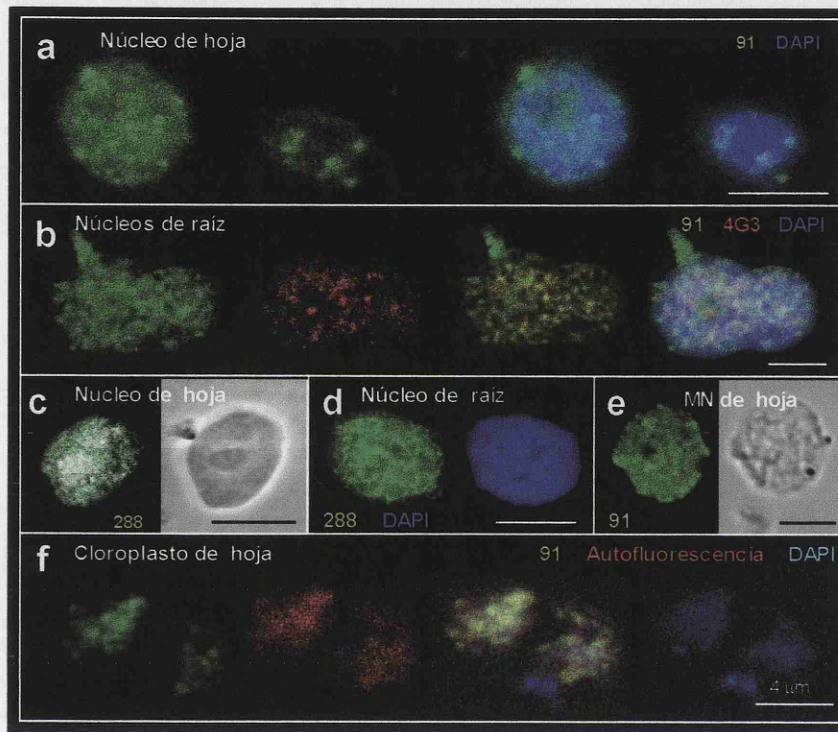 a Núcleo de hoja 91 DAPI
b Núcleos de raíz 91 4G3 DAPI
c Nucleo de hoja
288
d Núcleo de raíz
288 DAPI
e MN de hoja
91
f Cloroplasto de hoja 91 Autofluorescencia DAPI
4 um